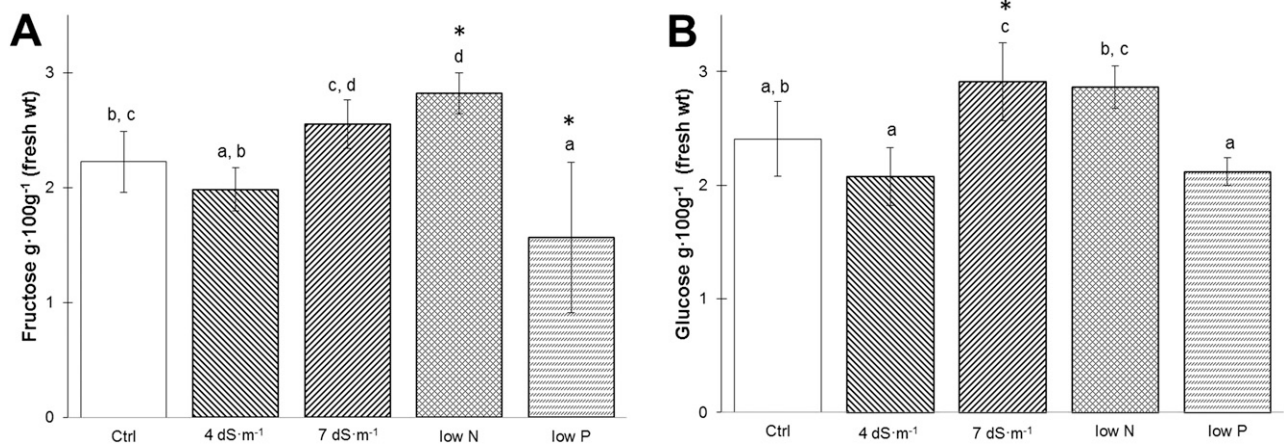 A
Fructose g·100g⁻¹ (fresh wt)
3
2
1
0
b, c
a, b
c, d
*
d
*
a
Ctrl
4 dS·m⁻¹
7 dS·m⁻¹
low N
low P
B
Glucose g·100g⁻¹ (fresh wt)
3
2
1
0
a, b
a
*
c
b, c
a
Ctrl
4 dS·m⁻¹
7 dS·m⁻¹
low N
low P